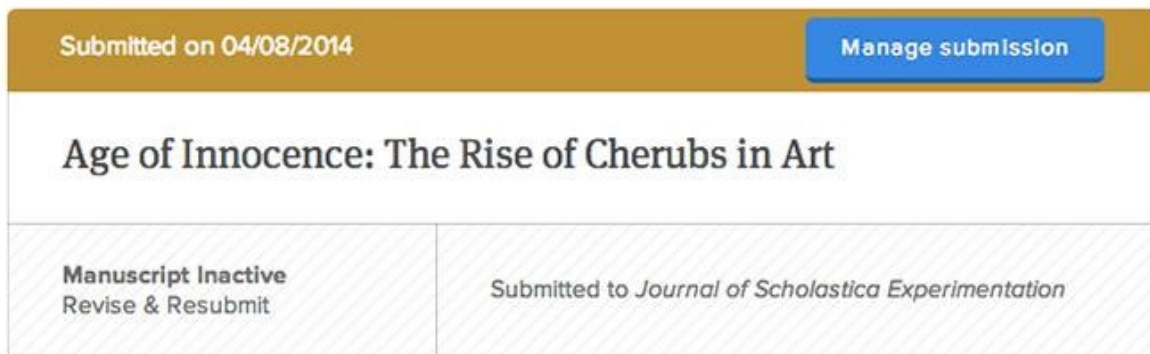 Submitted on 04/08/2014
Manage submission
Age of Innocence: The Rise of Cherubs in Art
Manuscript Inactive
Revise & Resubmit
Submitted to Journal of Scholastica Experimentation